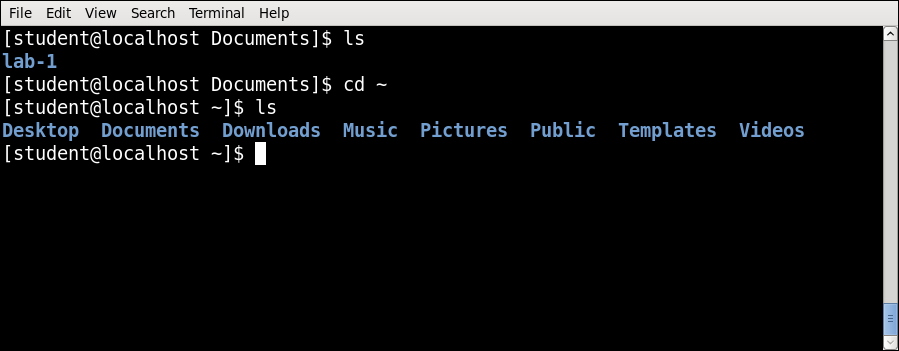 File Edit View Search Terminal Help
[student@localhost Documents]$ ls
lab-1
[student@localhost Documents]$ cd ~
[student@localhost ~]$ ls
Desktop  Documents  Downloads  Music  Pictures  Public  Templates  Videos
[student@localhost ~]$